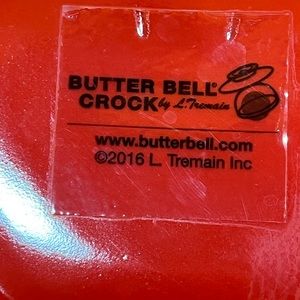 BUTTER BELL®
CROCK by L. Tremain
www.butterbell.com
©2016 L. Tremain Inc